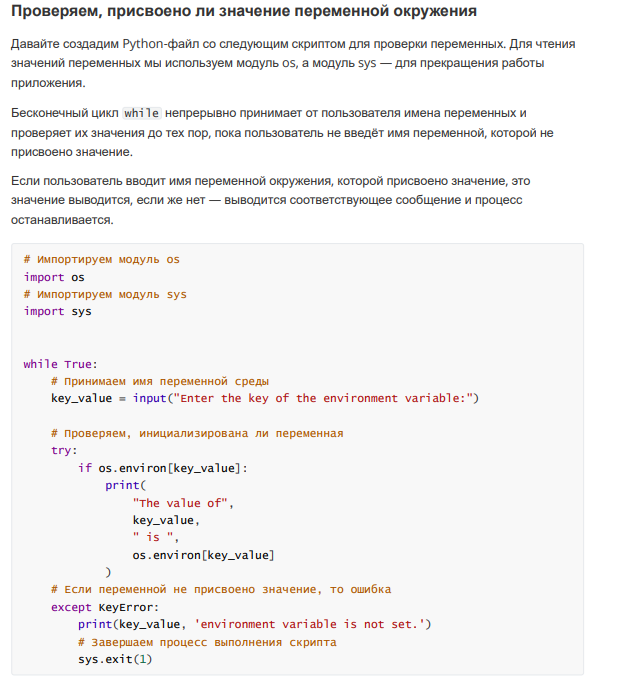 Проверяем, присвоено ли значение переменной окружения
Давайте создадим Python-файл со следующим скриптом для проверки переменных. Для чтения
значений переменных мы используем модуль os, а модуль sys — для прекращения работы
приложения.
Бесконечный цикл while непрерывно принимает от пользователя имена переменных и
проверяет их значения до тех пор, пока пользователь не введёт имя переменной, которой не
присвоено значение.
Если пользователь вводит имя переменной окружения, которой присвоено значение, это
значение выводится, если же нет — выводится соответствующее сообщение и процесс
останавливается.
# Импортируем модуль os
import os
# Импортируем модуль sys
import sys
while True:
    # Принимаем имя переменной среды
    key_value = input("Enter the key of the environment variable:")
    # Проверяем, инициализирована ли переменная
    try:
        if os.environ[key_value]:
            print(
                "The value of",
                key_value,
                " is ",
                os.environ[key_value]
            )
    # Если переменной не присвоено значение, то ошибка
    except KeyError:
        print(key_value, 'environment variable is not set.')
        # Завершаем процесс выполнения скрипта
        sys.exit(1)